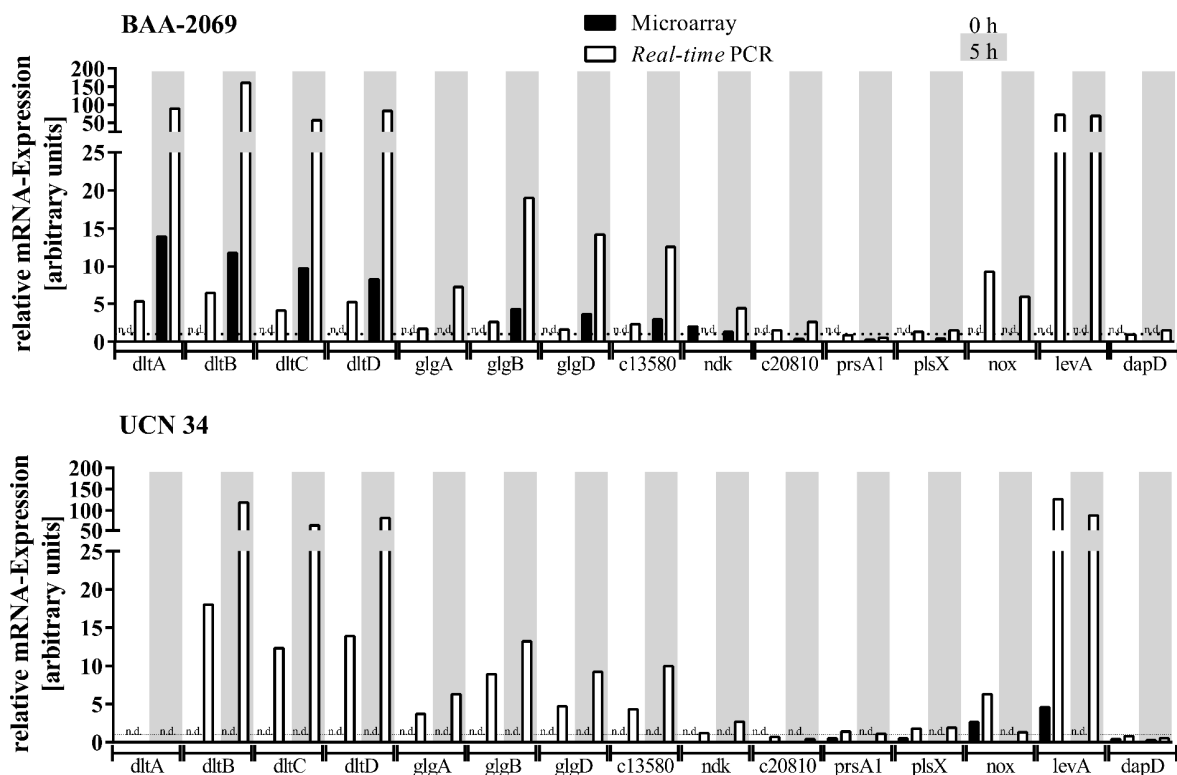 BAA-2069
Microarray
Real-time PCR
0 h
5 h
relative mRNA-Expression
[arbitrary units]
200
150
100
50
25
20
15
10
5
0
n.d. n.d. n.d. n.d. n.d. n.d. n.d. n.d. n.d. n.d. n.d. n.d. n.d. n.d. n.d. n.d. n.d. n.d. n.d.
dltA dltB dltC dltD glgA glgB glgD c13580 ndk c20810 prsA1 plsX nox levA dapD
UCN 34
relative mRNA-Expression
[arbitrary units]
200
150
100
50
25
20
15
10
5
0
n.d. n.d. n.d. n.d. n.d. n.d. n.d. n.d. n.d. n.d. n.d. n.d. n.d. n.d. n.d. n.d. n.d. n.d. n.d. n.d. n.d. n.d. n.d. n.d.
dltA dltB dltC dltD glgA glgB glgD c13580 ndk c20810 prsA1 plsX nox levA dapD